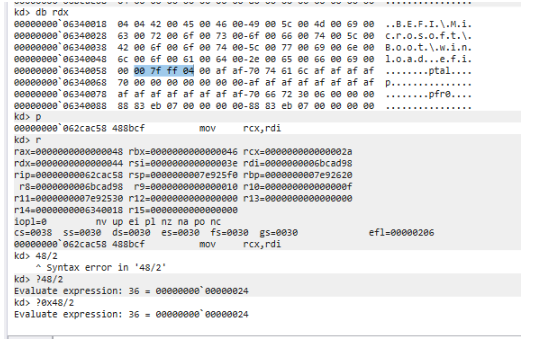 kd> db rdx
00000000`06340018  04 04 42 00 45 00 46 00-49 00 5c 00 4d 00 69 00  ..B.E.F.I.\.M.i.
00000000`06340028  63 00 72 00 6f 00 73 00-6f 00 66 00 74 00 5c 00  c.r.o.s.o.f.t.\.
00000000`06340038  42 00 6f 00 6f 00 74 00-5c 00 77 00 69 00 6e 00  B.o.o.t.\.w.i.n.
00000000`06340048  6c 00 6f 00 61 00 64 00-2e 00 65 00 66 00 69 00  l.o.a.d...e.f.i.
00000000`06340058  00 00 7f ff 04 00 af af-70 74 61 6c af af af af  ........ptal....
00000000`06340068  70 00 00 00 00 00 00 00-af af af af af af af af  p...............
00000000`06340078  af af af af af af af af-70 66 72 30 06 00 00 00  ........pfr0....
00000000`06340088  88 83 eb 07 00 00 00 00-88 83 eb 07 00 00 00 00  ................
kd> p
00000000`062cac58 488bcf          mov     rcx,rdi
kd> r
rax=0000000000000048 rbx=0000000000000046 rcx=000000000000002a
rdx=0000000000000044 rsi=000000000000003e rdi=0000000006bcad98
rip=00000000062cac58 rsp=0000000007e925f0 rbp=0000000007e92620
r8=0000000006bcad98  r9=0000000000000010 r10=000000000000000f
r11=0000000007e92530 r12=0000000000000000 r13=0000000000000000
r14=0000000006340018 r15=0000000000000000
iopl=0         nv up ei pl nz na po nc
cs=0038  ss=0030  ds=0030  es=0030  fs=0030  gs=0030             efl=00000206
00000000`062cac58 488bcf          mov     rcx,rdi
kd> 48/2
^ Syntax error in '48/2'
kd> ?48/2
Evaluate expression: 36 = 00000000`00000024
kd> ?0x48/2
Evaluate expression: 36 = 00000000`00000024